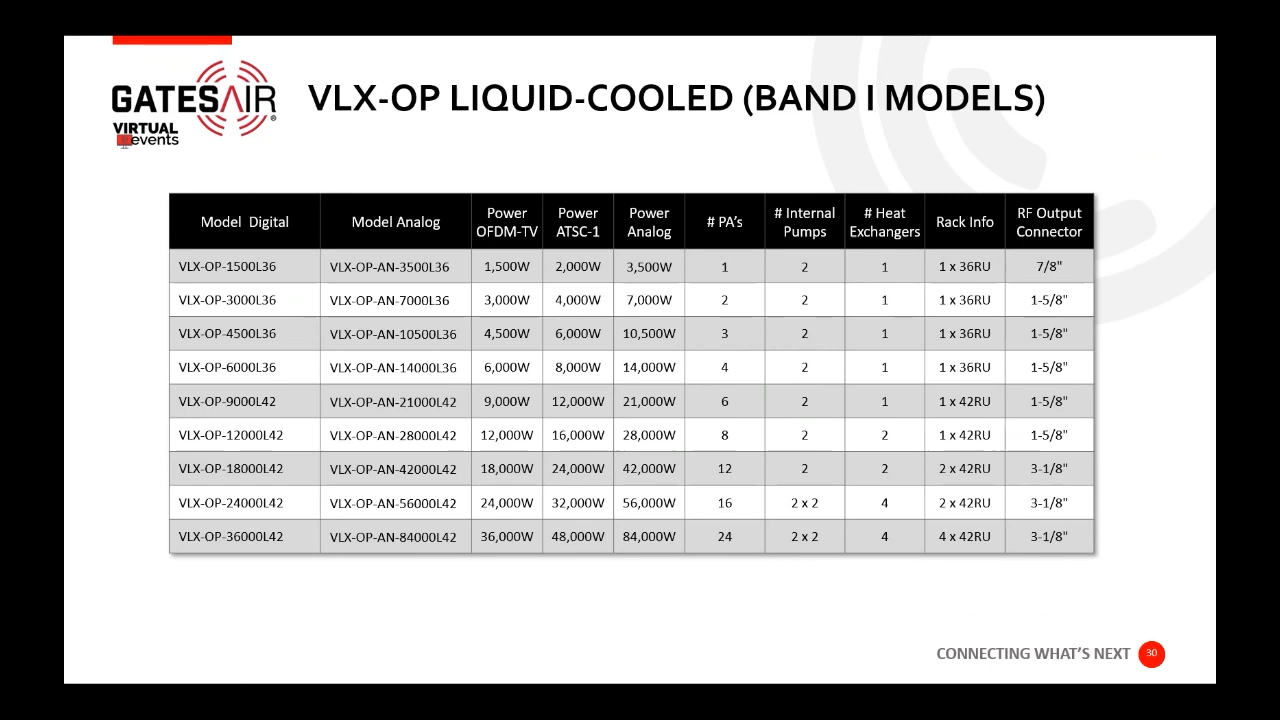 GATESAIR®
VIRTUAL
events
VLX-OP LIQUID-COOLED (BAND I MODELS)
Model Digital Model Analog Power OFDM-TV Power ATSC-1 Power Analog # PA's # Internal Pumps # Heat Exchangers Rack Info RF Output Connector
VLX-OP-1500L36 VLX-OP-AN-3500L36 1,500W 2,000W 3,500W 1 2 1 1 x 36RU 7/8"
VLX-OP-3000L36 VLX-OP-AN-7000L36 3,000W 4,000W 7,000W 2 2 1 1 x 36RU 1-5/8"
VLX-OP-4500L36 VLX-OP-AN-10500L36 4,500W 6,000W 10,500W 3 2 1 1 x 36RU 1-5/8"
VLX-OP-6000L36 VLX-OP-AN-14000L36 6,000W 8,000W 14,000W 4 2 1 1 x 36RU 1-5/8"
VLX-OP-9000L42 VLX-OP-AN-21000L42 9,000W 12,000W 21,000W 6 2 1 1 x 42RU 1-5/8"
VLX-OP-12000L42 VLX-OP-AN-28000L42 12,000W 16,000W 28,000W 8 2 2 1 x 42RU 1-5/8"
VLX-OP-18000L42 VLX-OP-AN-42000L42 18,000W 24,000W 42,000W 12 2 2 2 x 42RU 3-1/8"
VLX-OP-24000L42 VLX-OP-AN-56000L42 24,000W 32,000W 56,000W 16 2 x 2 4 2 x 42RU 3-1/8"
VLX-OP-36000L42 VLX-OP-AN-84000L42 36,000W 48,000W 84,000W 24 2 x 2 4 4 x 42RU 3-1/8"
CONNECTING WHAT'S NEXT 30